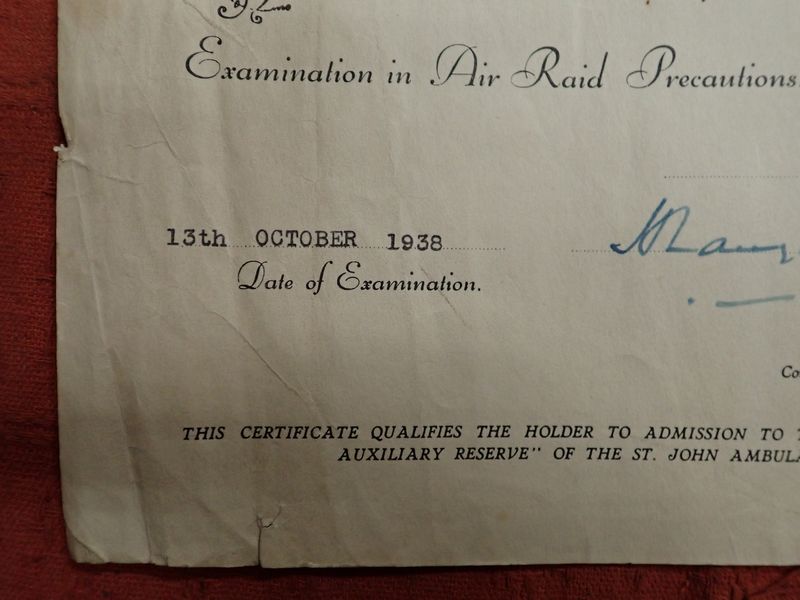 Examination in Air Raid Precautions
13th OCTOBER 1938
Date of Examination.
THIS CERTIFICATE QUALIFIES THE HOLDER TO ADMISSION TO
AUXILIARY RESERVE" OF THE ST. JOHN